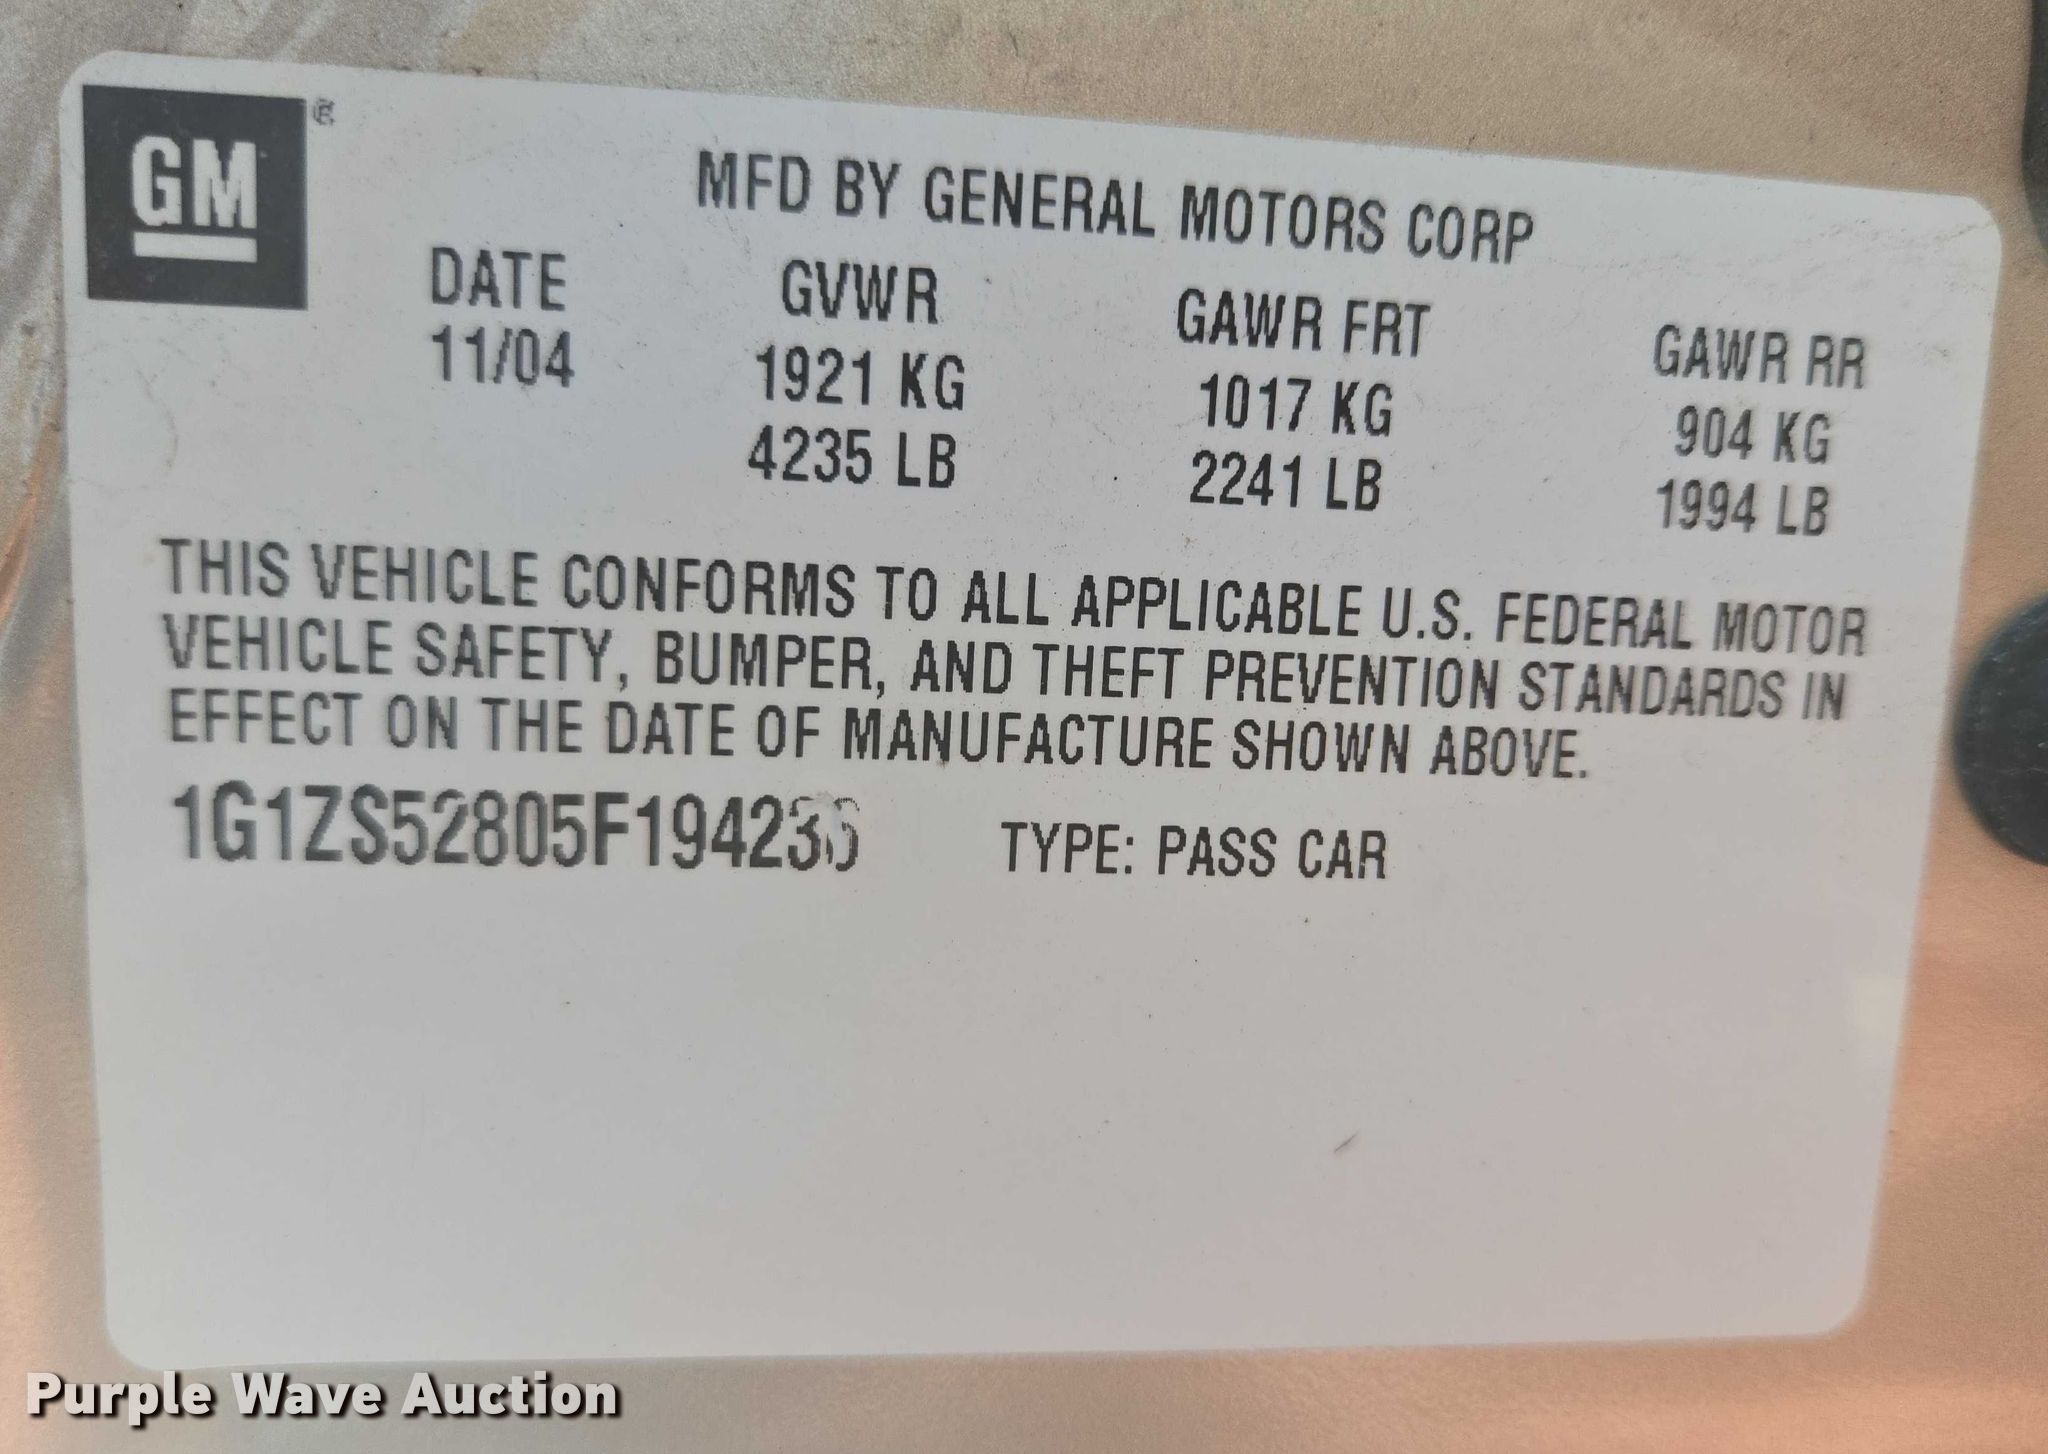 GM
®
MFD BY GENERAL MOTORS CORP
DATE GVWR GAWR FRT GAWR RR
11/04 1921 KG 1017 KG 904 KG
4235 LB 2241 LB 1994 LB
THIS VEHICLE CONFORMS TO ALL APPLICABLE U.S. FEDERAL MOTOR
VEHICLE SAFETY, BUMPER, AND THEFT PREVENTION STANDARDS IN
EFFECT ON THE DATE OF MANUFACTURE SHOWN ABOVE.
1G1ZS52805F194236 TYPE: PASS CAR
Purple Wave Auction